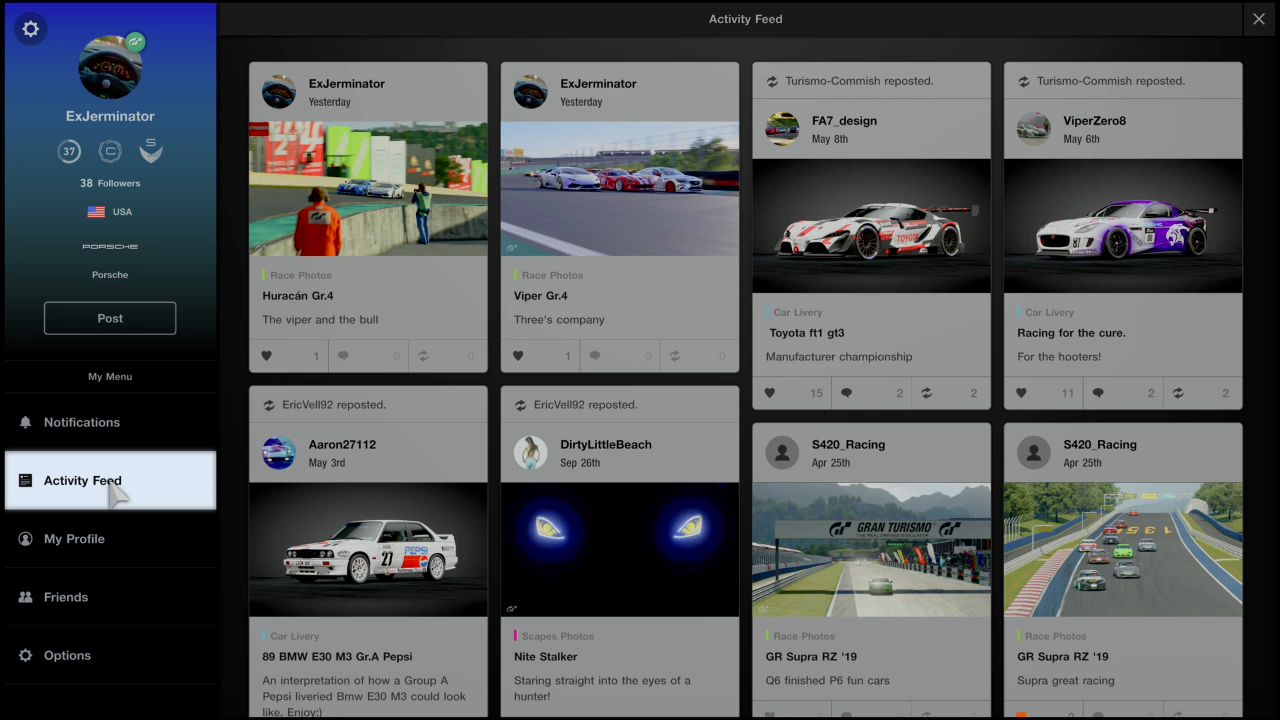 Activity Feed
ExJerminator
37
C
S
38 Followers
USA
PORSCHE
Porsche
Post
My Menu
Notifications
Activity Feed
My Profile
Friends
Options
ExJerminator
Yesterday
Race Photos
Huracán Gr.4
The viper and the bull
1
0
0
ExJerminator
Yesterday
Race Photos
Viper Gr.4
Three's company
1
0
0
Turismo-Commish reposted.
FA7_design
May 8th
TOYOTA
Car Livery
Toyota ft1 gt3
Manufacturer championship
15
2
2
Turismo-Commish reposted.
ViperZero8
May 6th
Car Livery
Racing for the cure.
For the hooters!
11
2
2
EricVell92 reposted.
Aaron27112
May 3rd
27
PEPSI
Car Livery
89 BMW E30 M3 Gr.A Pepsi
An interpretation of how a Group A
Pepsi liveried Bmw E30 M3 could look
like. Enjoy:)
EricVell92 reposted.
DirtyLittleBeach
Sep 26th
Scapes Photos
Nite Stalker
Staring straight into the eyes of a
hunter!
S420_Racing
Apr 25th
GRAN TURISMO
THE REAL DRIVING SIMULATOR
Race Photos
GR Supra RZ '19
Q6 finished P6 fun cars
S420_Racing
Apr 25th
Race Photos
GR Supra RZ '19
Supra great racing